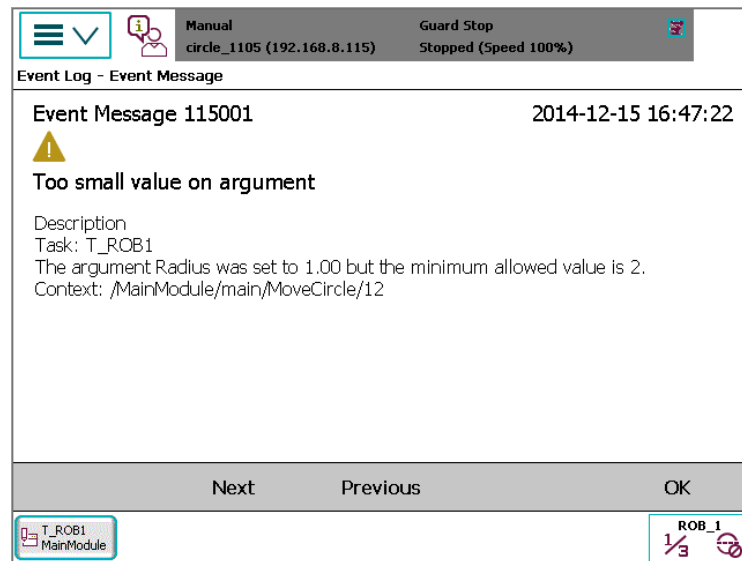 Manual
Guard Stop
circle_1105 (192.168.8.115)
Stopped (Speed 100%)
Event Log - Event Message
Event Message 115001
2014-12-15 16:47:22
Too small value on argument
Description
Task: T_ROB1
The argument Radius was set to 1.00 but the minimum allowed value is 2.
Context: /MainModule/main/MoveCircle/12
Next
Previous
OK
T_ROB1
MainModule
ROB_1
1/3